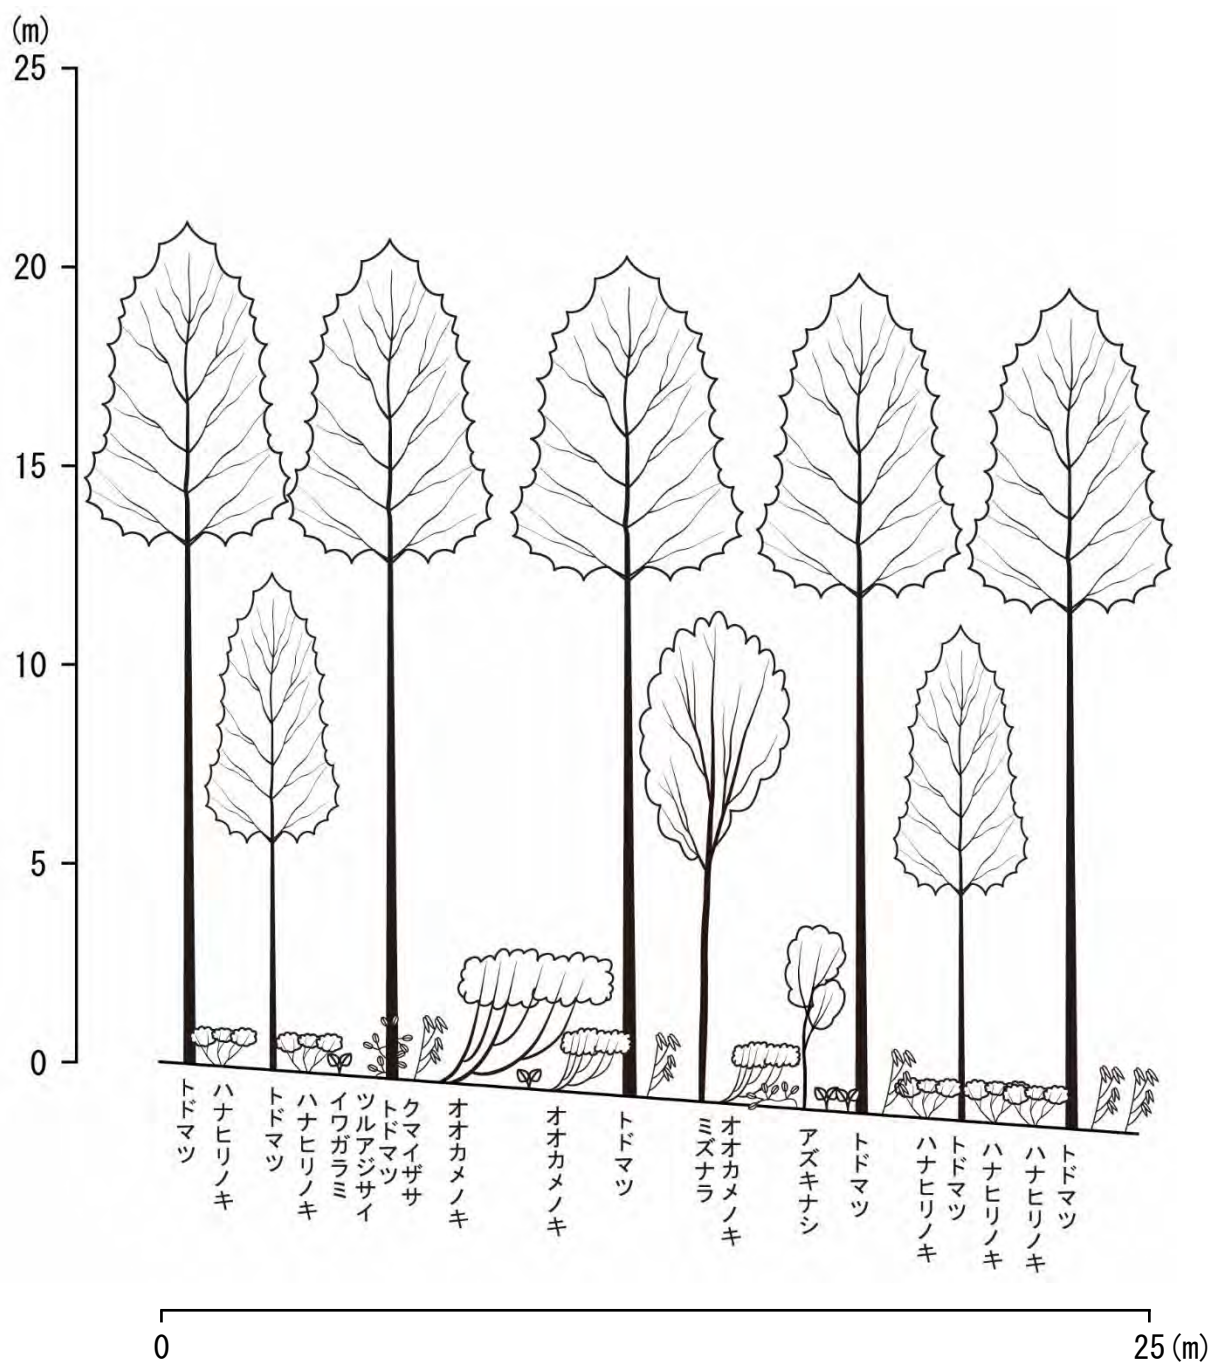 (m)
25
20
15
10
5
0
トドマツ
ハナヒリノキ
トドマツ
ハナヒリノキ
イワガラミ
ツルアジサイ
トドマツ
クマイザサ
オオカメノキ
オオカメノキ
トドマツ
ミズナラ
オオカメノキ
アズキナシ
トドマツ
ハナヒリノキ
トドマツ
ハナヒリノキ
ハナヒリノキ
トドマツ
0
25(m)